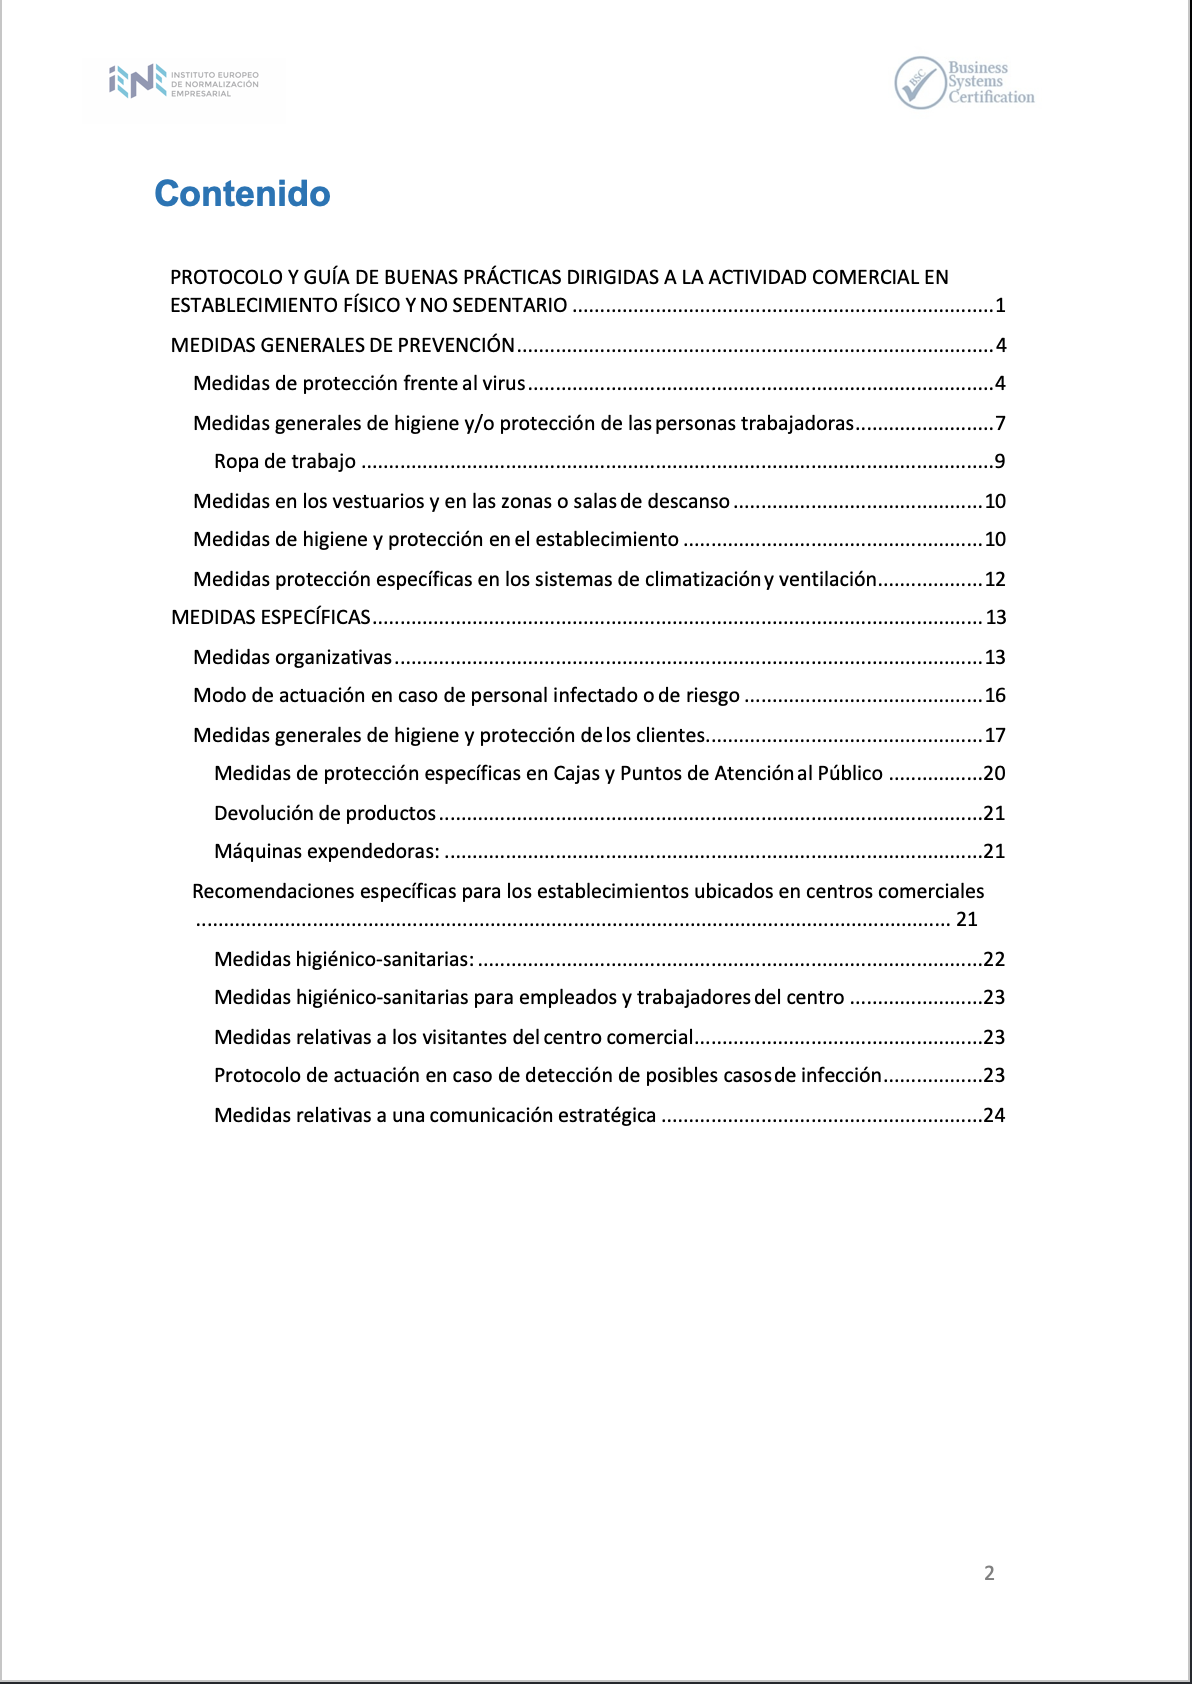 iENE INSTITUTO EUROPEO
DE NORMALIZACIÓN
EMPRESARIAL
BSC Business
Systems
Certification
Contenido
PROTOCOLO Y GUÍA DE BUENAS PRÁCTICAS DIRIGIDAS A LA ACTIVIDAD COMERCIAL EN
ESTABLECIMIENTO FÍSICO Y NO SEDENTARIO ............................................................................1
MEDIDAS GENERALES DE PREVENCIÓN......................................................................................4
Medidas de protección frente al virus....................................................................................4
Medidas generales de higiene y/o protección de las personas trabajadoras.........................7
Ropa de trabajo ..................................................................................................................9
Medidas en los vestuarios y en las zonas o salas de descanso.............................................10
Medidas de higiene y protección en el establecimiento ......................................................10
Medidas protección específicas en los sistemas de climatización y ventilación...................12
MEDIDAS ESPECÍFICAS..............................................................................................................13
Medidas organizativas..........................................................................................................13
Modo de actuación en caso de personal infectado o de riesgo ...........................................16
Medidas generales de higiene y protección de los clientes..................................................17
Medidas de protección específicas en Cajas y Puntos de Atención al Público .................20
Devolución de productos..................................................................................................21
Máquinas expendedoras: .................................................................................................21
Recomendaciones específicas para los establecimientos ubicados en centros comerciales
........................................................................................................................................ 21
Medidas higiénico-sanitarias: ...........................................................................................22
Medidas higiénico-sanitarias para empleados y trabajadores del centro ........................23
Medidas relativas a los visitantes del centro comercial....................................................23
Protocolo de actuación en caso de detección de posibles casos de infección..................23
Medidas relativas a una comunicación estratégica ..........................................................24
2